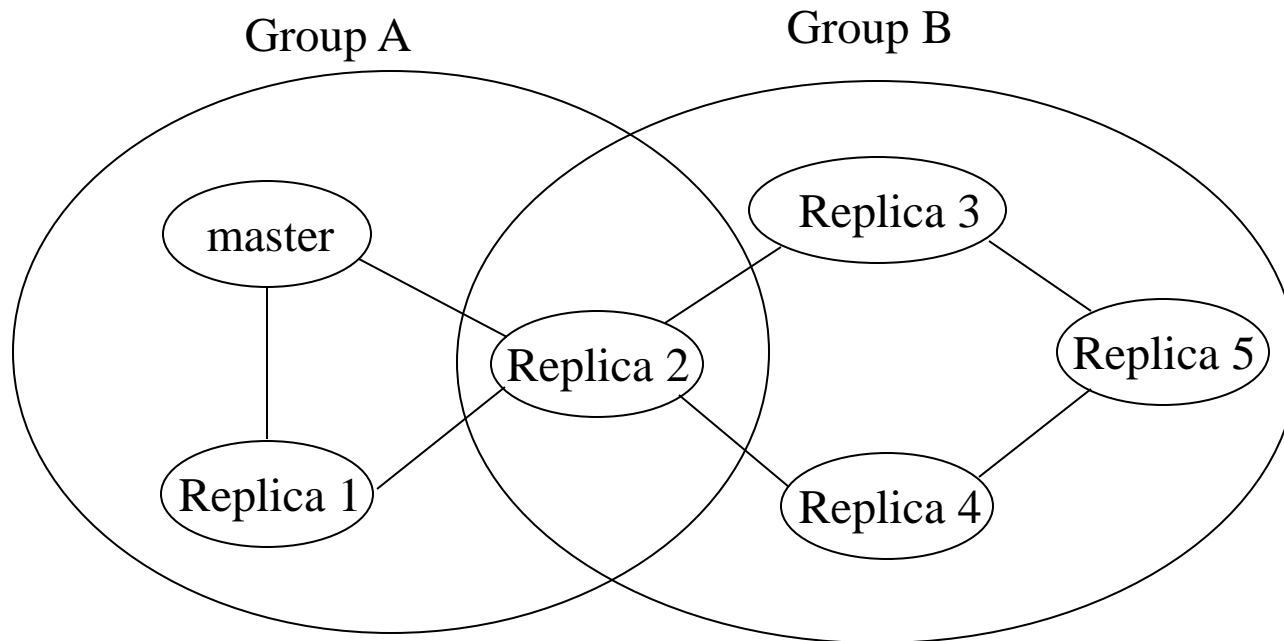 Group A
Group B
master
Replica 3
Replica 2
Replica 5
Replica 1
Replica 4